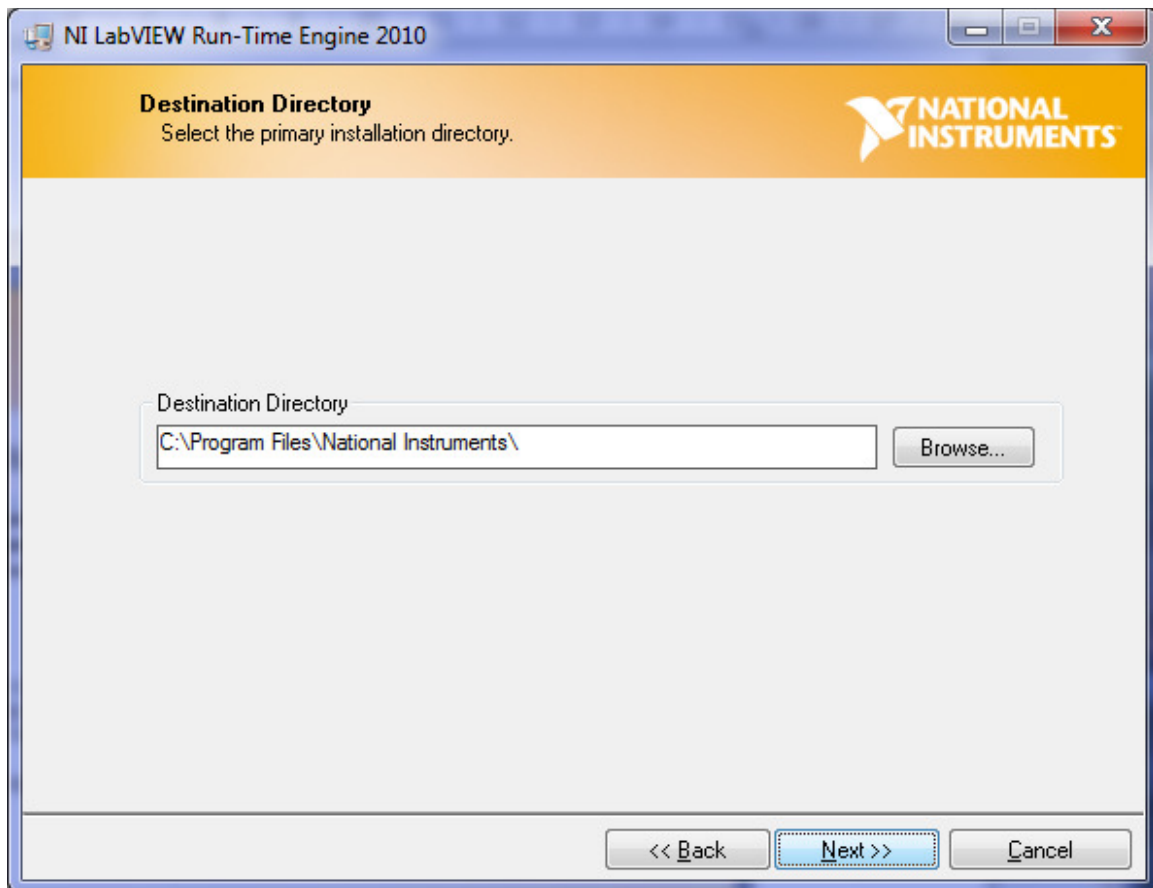 NI LabVIEW Run-Time Engine 2010
Destination Directory
Select the primary installation directory.
NATIONAL
INSTRUMENTS
Destination Directory
C:\Program Files\National Instruments\
Browse...
<< Back
Next >>
Cancel